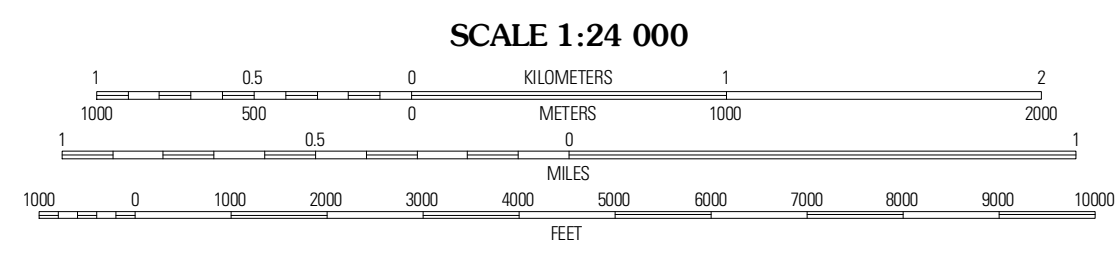 SCALE 1:24 000
1 0.5 0 KILOMETERS 1 2
1000 500 0 METERS 1000 2000
1 0.5 0 1
MILES
1000 0 1000 2000 3000 4000 5000 6000 7000 8000 9000 10000
FEET